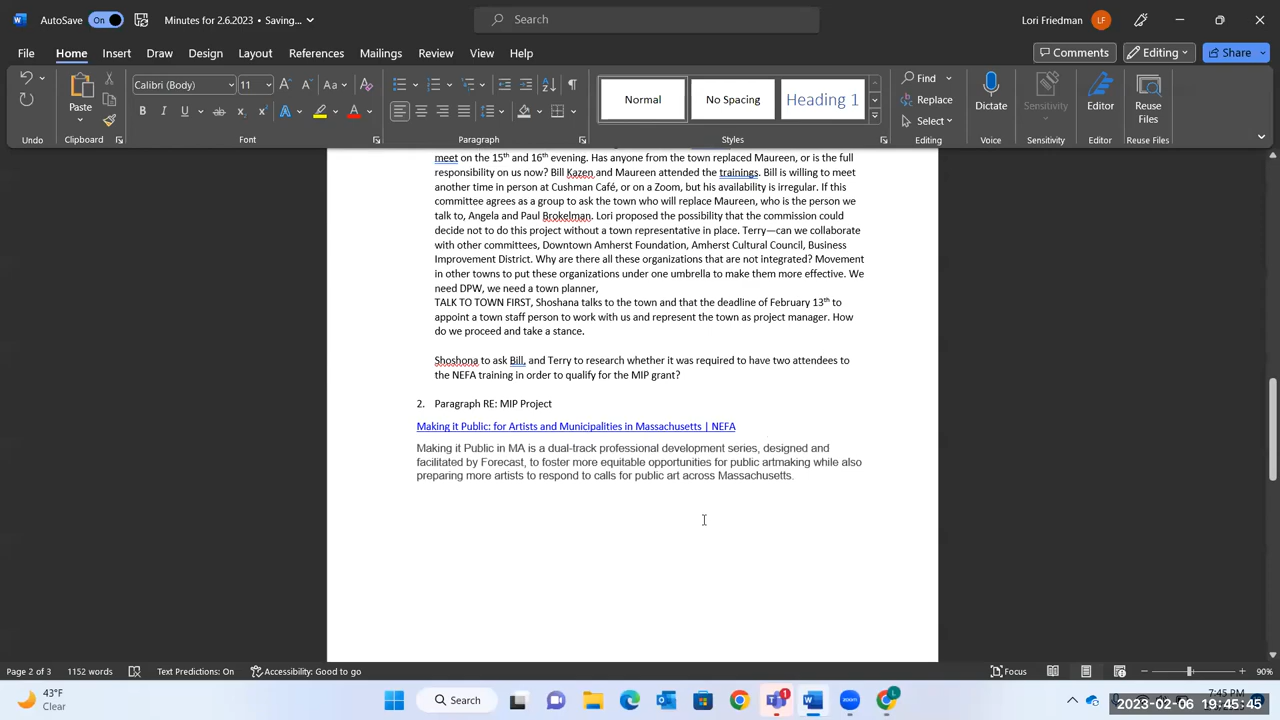 AutoSave On Minutes for 2.6.2023 • Saving... Search Lori Friedman LF
File Home Insert Draw Design Layout References Mailings Review View Help Comments Editing Share
Paste Calibri (Body) 11 Normal No Spacing Heading 1 Find Replace Select Dictate Sensitivity Editor Reuse Files
Undo Clipboard Font Paragraph Styles Editing Voice Sensitivity Editor Reuse Files
meet on the 15th and 16th evening. Has anyone from the town replaced Maureen, or is the full
responsibility on us now? Bill Kazen and Maureen attended the trainings. Bill is willing to meet
another time in person at Cushman Café, or on a Zoom, but his availability is irregular. If this
committee agrees as a group to ask the town who will replace Maureen, who is the person we
talk to, Angela and Paul Brokelman. Lori proposed the possibility that the commission could
decide not to do this project without a town representative in place. Terry—can we collaborate
with other committees, Downtown Amherst Foundation, Amherst Cultural Council, Business
Improvement District. Why are there all these organizations that are not integrated? Movement
in other towns to put these organizations under one umbrella to make them more effective. We
need DPW, we need a town planner,
TALK TO TOWN FIRST, Shoshana talks to the town and that the deadline of February 13th to
appoint a town staff person to work with us and represent the town as project manager. How
do we proceed and take a stance.
Shoshona to ask Bill, and Terry to research whether it was required to have two attendees to
the NEFA training in order to qualify for the MIP grant?
2. Paragraph RE: MIP Project
Making it Public: for Artists and Municipalities in Massachusetts | NEFA
Making it Public in MA is a dual-track professional development series, designed and
facilitated by Forecast, to foster more equitable opportunities for public artmaking while also
preparing more artists to respond to calls for public art across Massachusetts.
Page 2 of 3 1152 words Text Predictions: On Accessibility: Good to go Focus 90%
43°F
Clear
Search
7:45 PM
2023-02-06 19:45:45